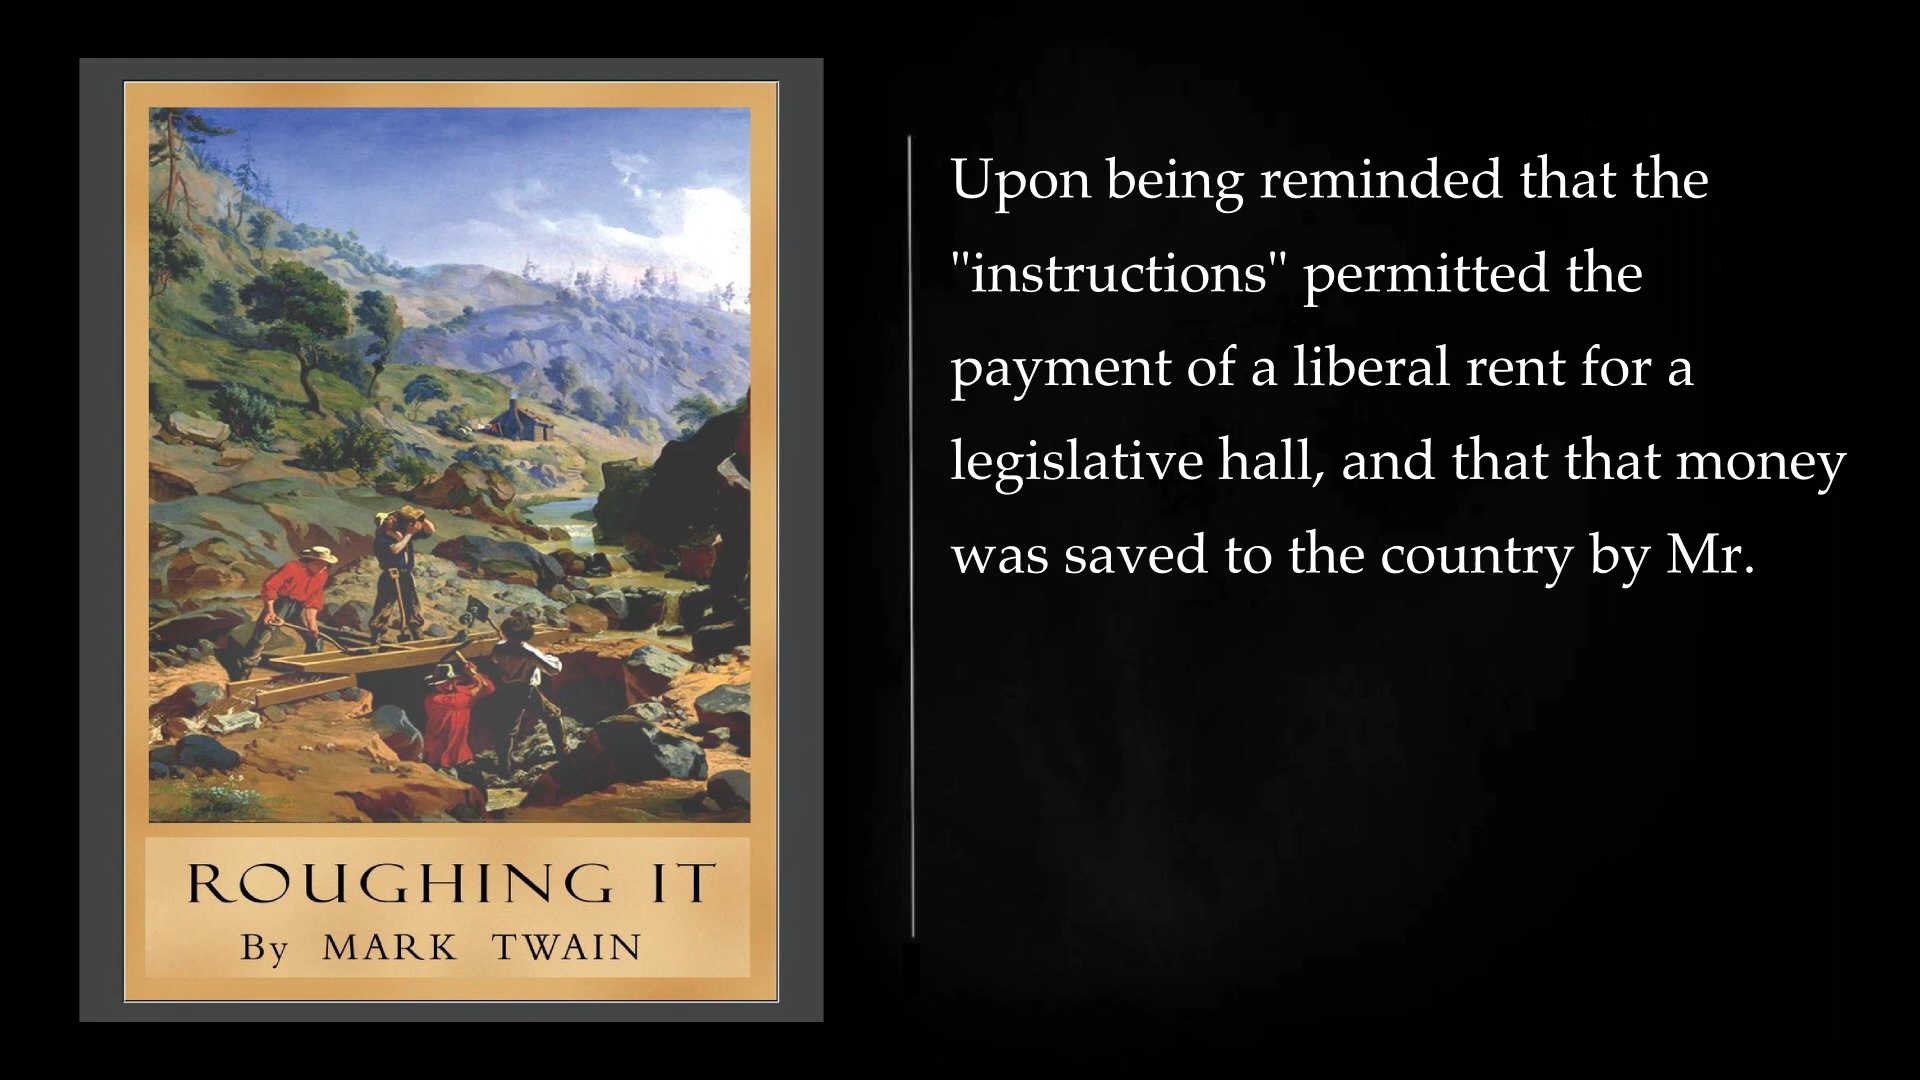 ROUGHING IT
By MARK TWAIN
Upon being reminded that the
"instructions" permitted the
payment of a liberal rent for a
legislative hall, and that that money
was saved to the country by Mr.